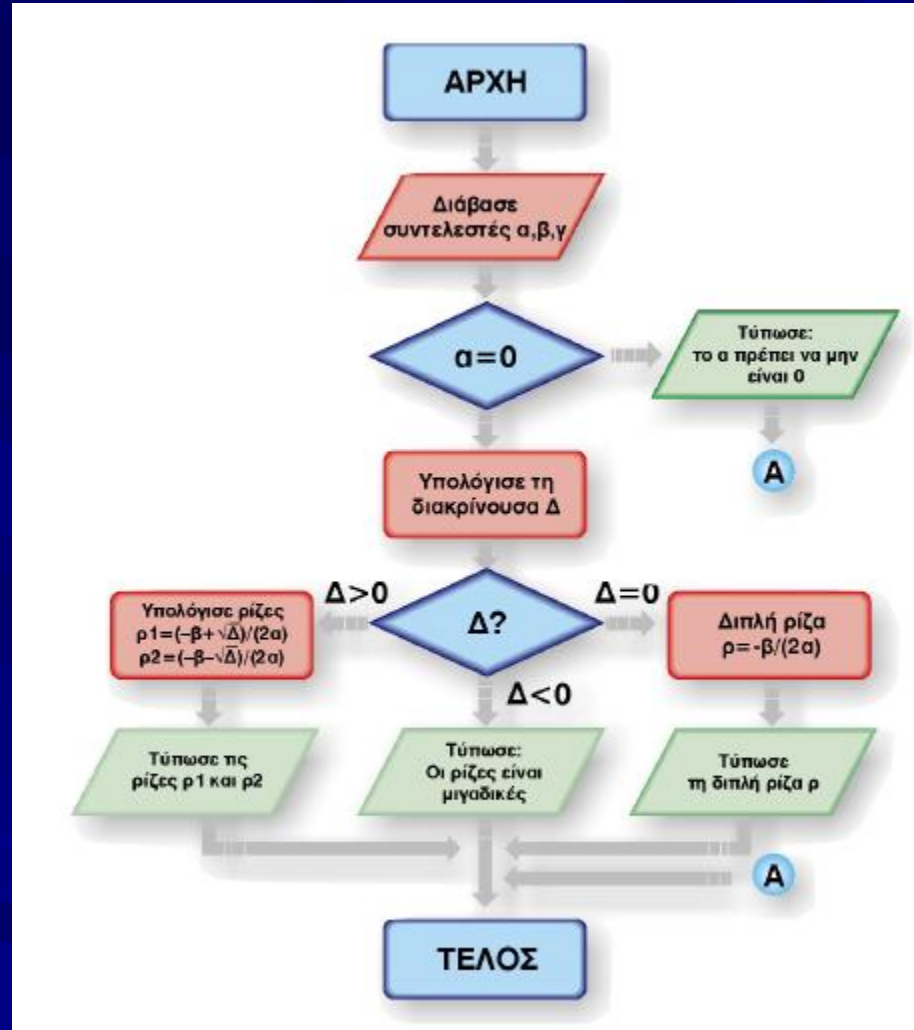 ΑΡΧΗ
Διάβασε
συντελεστές α,β,γ
α=0
Τύπωσε:
το α πρέπει να μην
είναι 0
Α
Υπολόγισε τη
διακρίνουσα Δ
Δ>0
Δ?
Δ=0
Δ<0
Υπολόγισε ρίζες
ρ1=(–β+√Δ)/(2α)
ρ2=(–β–√Δ)/(2α)
Διπλή ρίζα
ρ=-β/(2α)
Τύπωσε τις
ρίζες ρ1 και ρ2
Τύπωσε:
Οι ρίζες είναι
μιγαδικές
Τύπωσε
τη διπλή ρίζα ρ
Α
ΤΕΛΟΣ